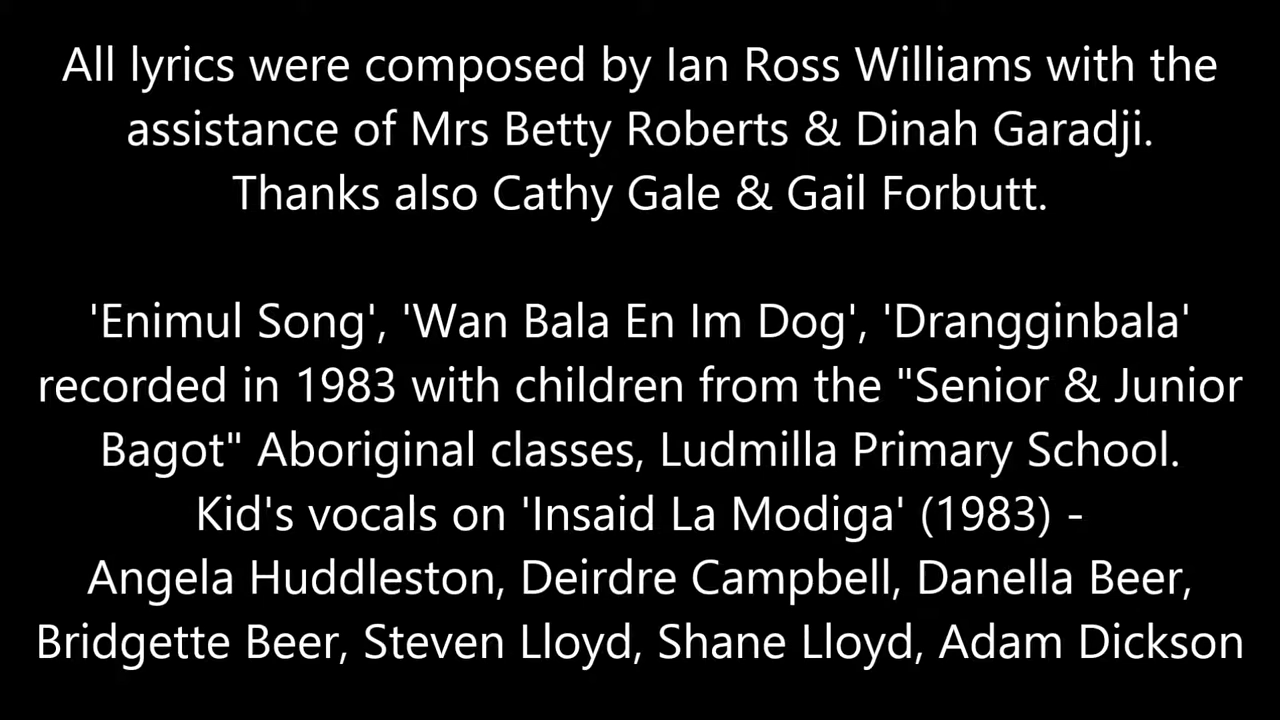 All lyrics were composed by Ian Ross Williams with the
assistance of Mrs Betty Roberts & Dinah Garadji.
Thanks also Cathy Gale & Gail Forbutt.
'Enimul Song', 'Wan Bala En Im Dog', 'Drangginbala'
recorded in 1983 with children from the "Senior & Junior
Bagot" Aboriginal classes, Ludmilla Primary School.
Kid's vocals on 'Insaid La Modiga' (1983) -
Angela Huddleston, Deirdre Campbell, Danella Beer,
Bridgette Beer, Steven Lloyd, Shane Lloyd, Adam Dickson